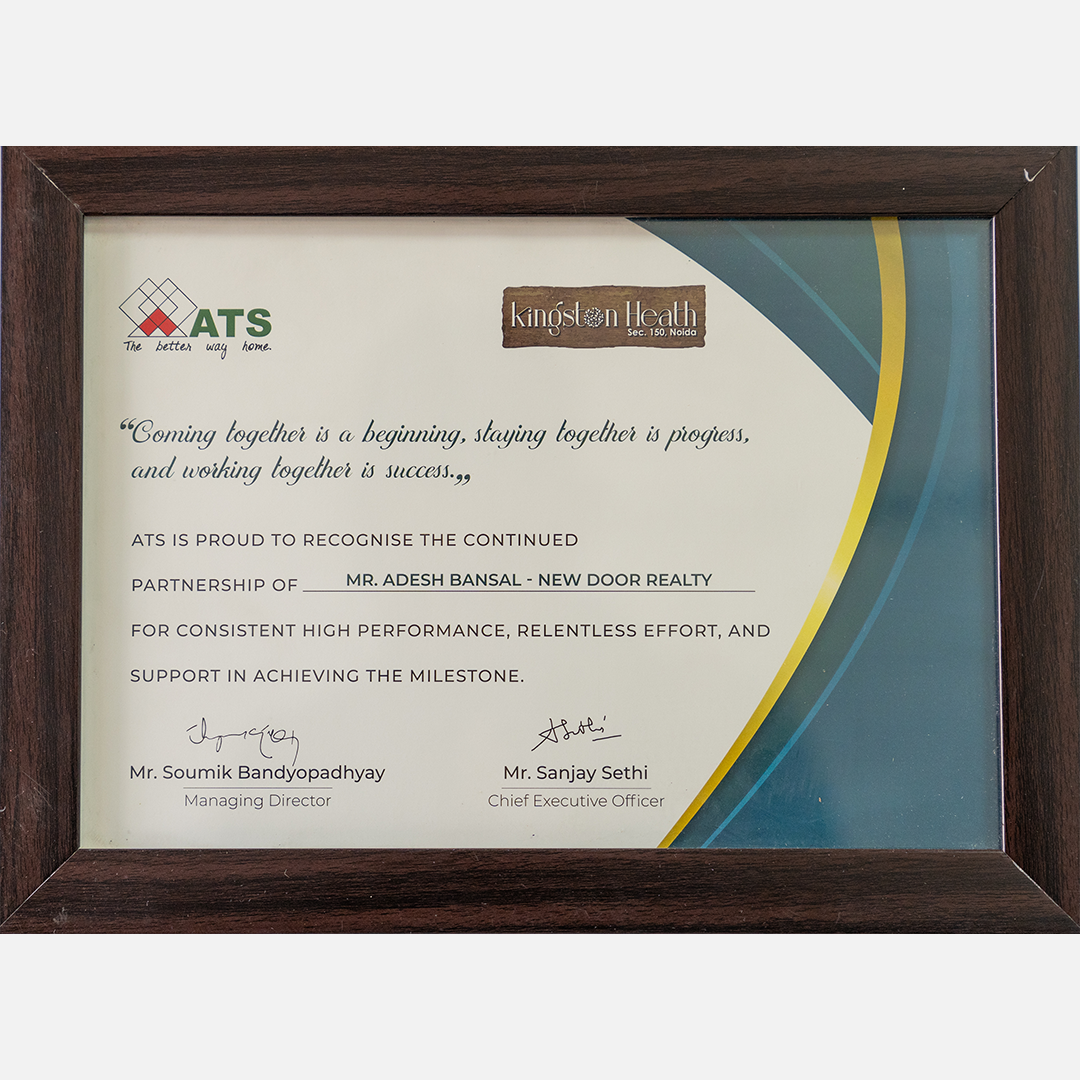 ATS
The better way home.
kingston Heath
Sec. 150, Noida
“Coming together is a beginning, staying together is progress,
and working together is success.„
ATS IS PROUD TO RECOGNISE THE CONTINUED
PARTNERSHIP OF MR. ADESH BANSAL - NEW DOOR REALTY
FOR CONSISTENT HIGH PERFORMANCE, RELENTLESS EFFORT, AND
SUPPORT IN ACHIEVING THE MILESTONE.
ASethi
Mr. Soumik Bandyopadhyay
Mr. Sanjay Sethi
Managing Director
Chief Executive Officer